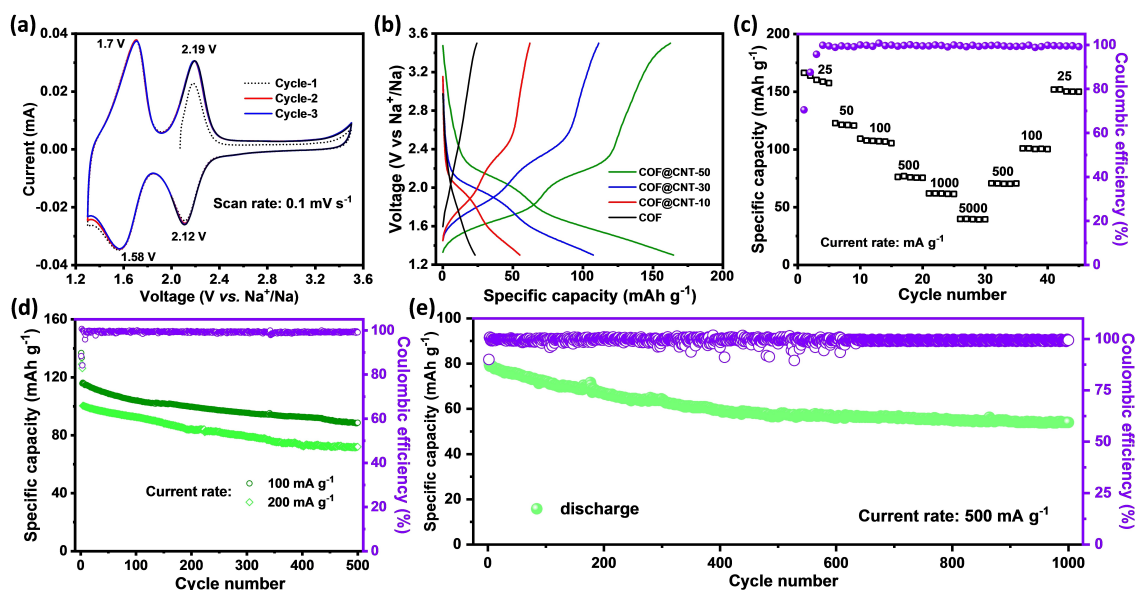 (a)
0.04
0.02
0.00
-0.02
-0.04
Current (mA)
1.7 V
2.19 V
Cycle-1
Cycle-2
Cycle-3
Scan rate: 0.1 mV s-1
2.12 V
1.58 V
1.2 1.6 2.0 2.4 2.8 3.2 3.6
Voltage (V vs. Na+/Na)
(b)
3.6
3.2
2.8
2.4
2.0
1.6
1.2
Voltage (V vs Na+/Na)
COF@CNT-50
COF@CNT-30
COF@CNT-10
COF
0 50 100 150 200
Specific capacity (mAh g-1)
(c)
200
150
100
50
0
Specific capacity (mAh g-1)
25
50
100
500
1000
5000
500
100
25
Current rate: mA g-1
0 10 20 30 40
Cycle number
100
80
60
40
20
0
Coulombic efficiency (%)
(d)
160
120
80
40
0
Specific capacity (mAh g-1)
Current rate:
100 mA g-1
200 mA g-1
0 100 200 300 400 500
Cycle number
100
80
60
40
20
0
Coulombic efficiency (%)
(e)
100
80
60
40
20
0
Specific capacity (mAh g-1)
discharge
Current rate: 500 mA g-1
0 200 400 600 800 1000
Cycle number
100
75
50
25
0
Coulombic efficiency (%)